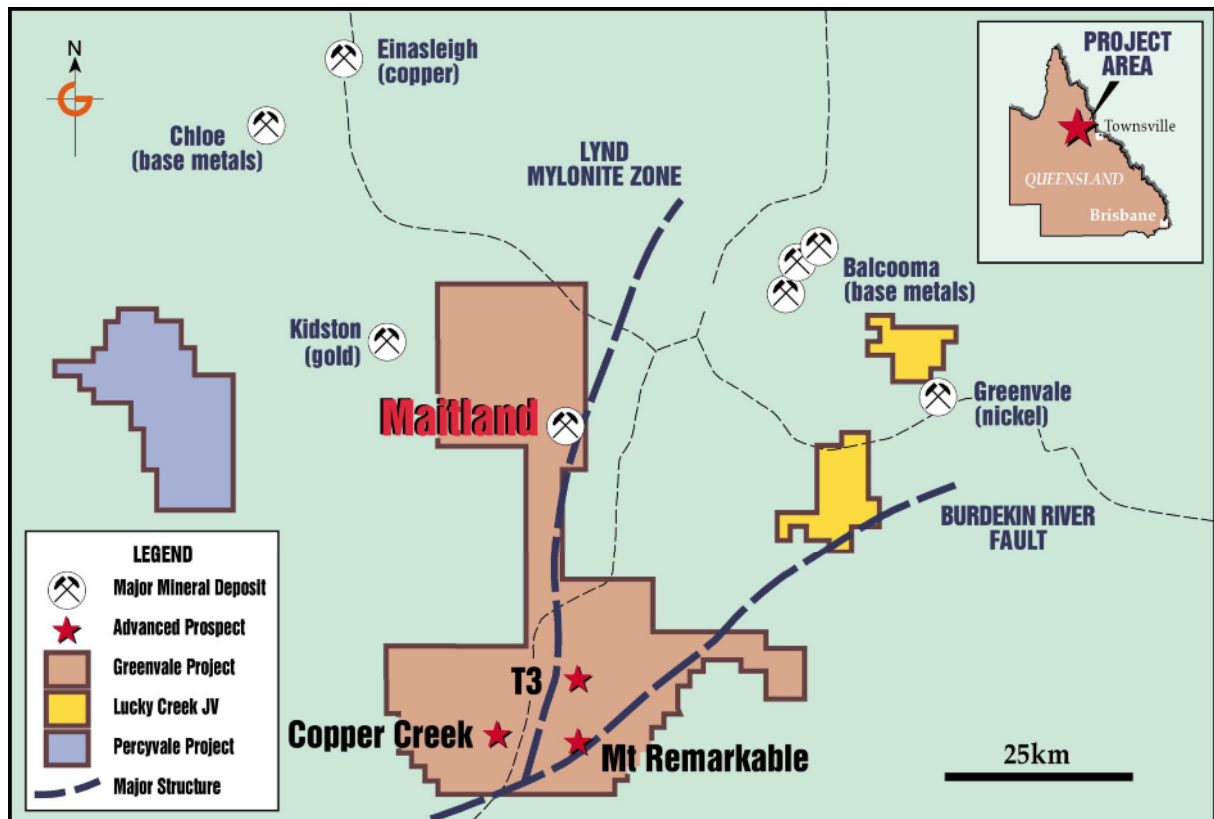 N
G
Einasleigh
(copper)
Chloe
(base metals)
LYND
MYLONITE ZONE
PROJECT
AREA
Townsville
QUEENSLAND
Brisbane
Balcooma
(base metals)
Kidston
(gold)
Maitland
Greenvale
(nickel)
BURDEKIN RIVER
FAULT
LEGEND
Major Mineral Deposit
Advanced Prospect
Greenvale Project
Lucky Creek JV
Percyvale Project
Major Structure
T3
Copper Creek
Mt Remarkable
25km